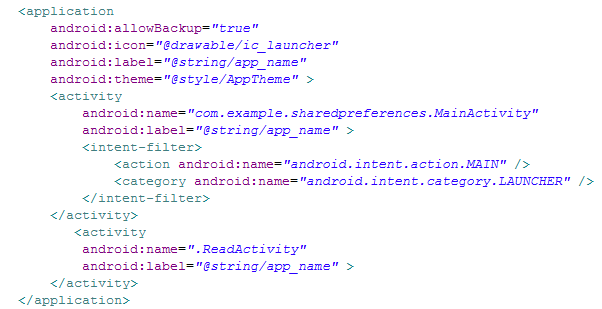 <application
android:allowBackup="true"
android:icon="@drawable/ic_launcher"
android:label="@string/app_name"
android:theme="@style/AppTheme" >
<activity
android:name="com.example.sharedpreferences.MainActivity"
android:label="@string/app_name" >
<intent-filter>
<action android:name="android.intent.action.MAIN" />
<category android:name="android.intent.category.LAUNCHER" />
</intent-filter>
</activity>
<activity
android:name=".ReadActivity"
android:label="@string/app_name" >
</activity>
</application>